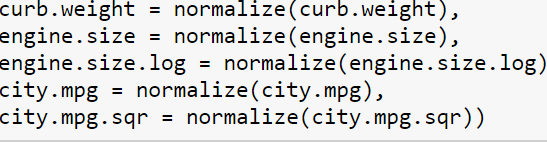 curb.weight = normalize(curb.weight),
engine.size = normalize(engine.size),
engine.size.log = normalize(engine.size.log)
city.mpg = normalize(city.mpg),
city.mpg.sqr = normalize(city.mpg.sqr))